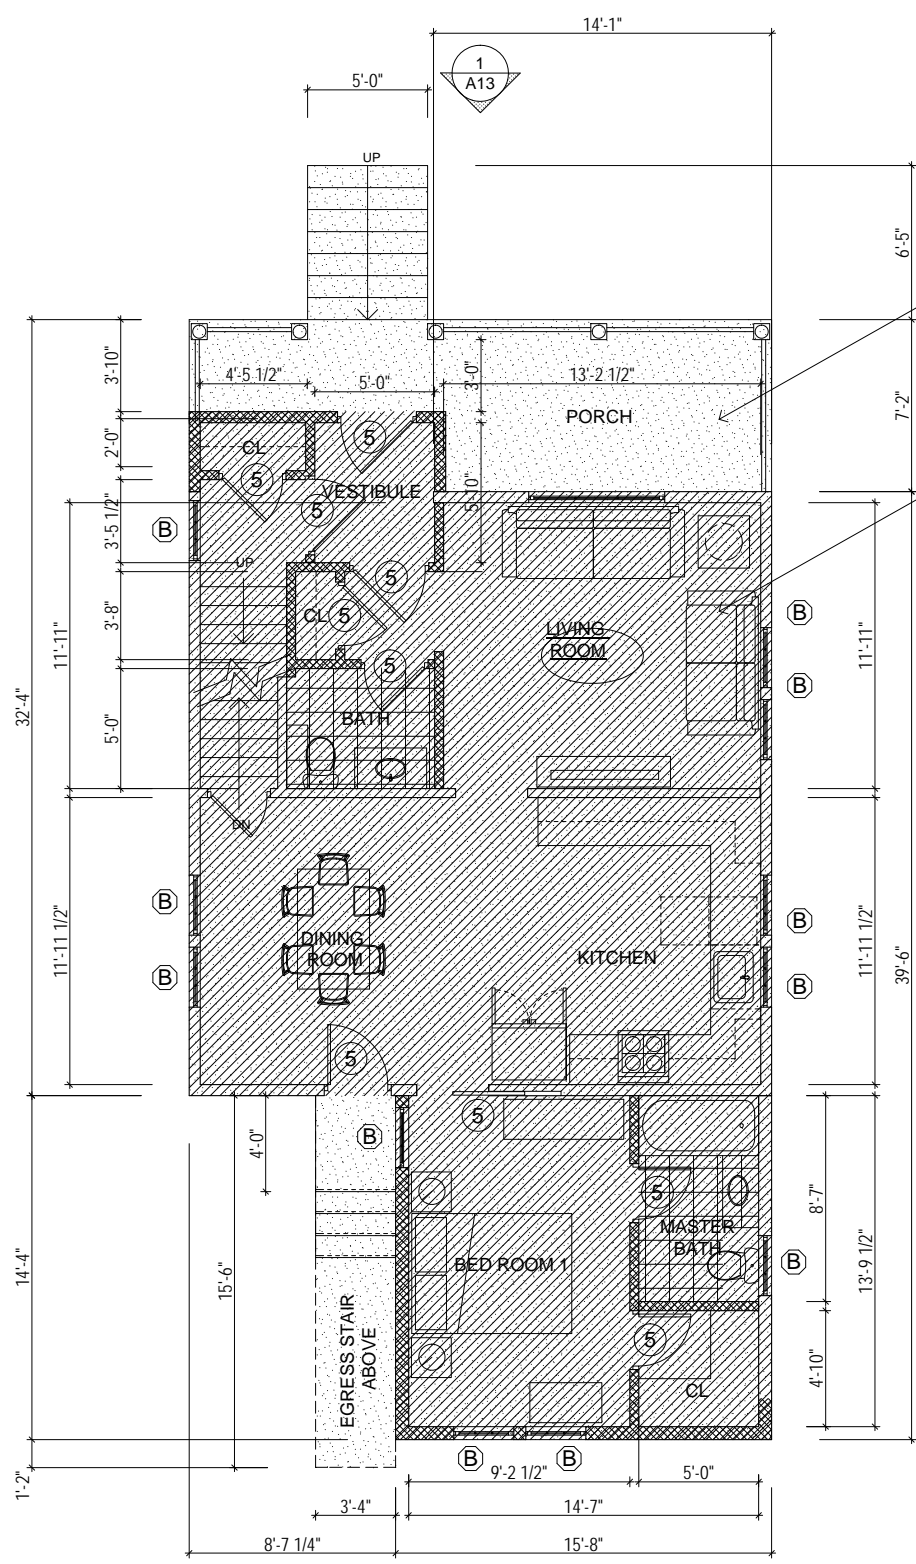 14'-1"
1
A13
5'-0"
UP
6'-5"
3'-10"
4'-5 1/2"
5'-0"
3'-0"
13'-2 1/2"
7'-2"
PORCH
2'-0"
CL
5
5
VESTIBULE
5'-10"
5
B
3'-5 1/2"
UP
5
CL
5
B
3'-8"
LIVING
ROOM
11'-11"
11'-11"
5
B
32'-4"
5'-0"
BATH
DN
B
B
DINING
ROOM
KITCHEN
11'-11 1/2"
11'-11 1/2"
39'-6"
B
B
5
5
B
4'-0"
8'-7"
5
MASTER
BATH
13'-9 1/2"
14'-4"
15'-6"
BED ROOM 1
B
EGRESS STAIR
ABOVE
5
4'-10"
CL
B
B
1'-2"
9'-2 1/2"
5'-0"
3'-4"
14'-7"
8'-7 1/4"
15'-8"